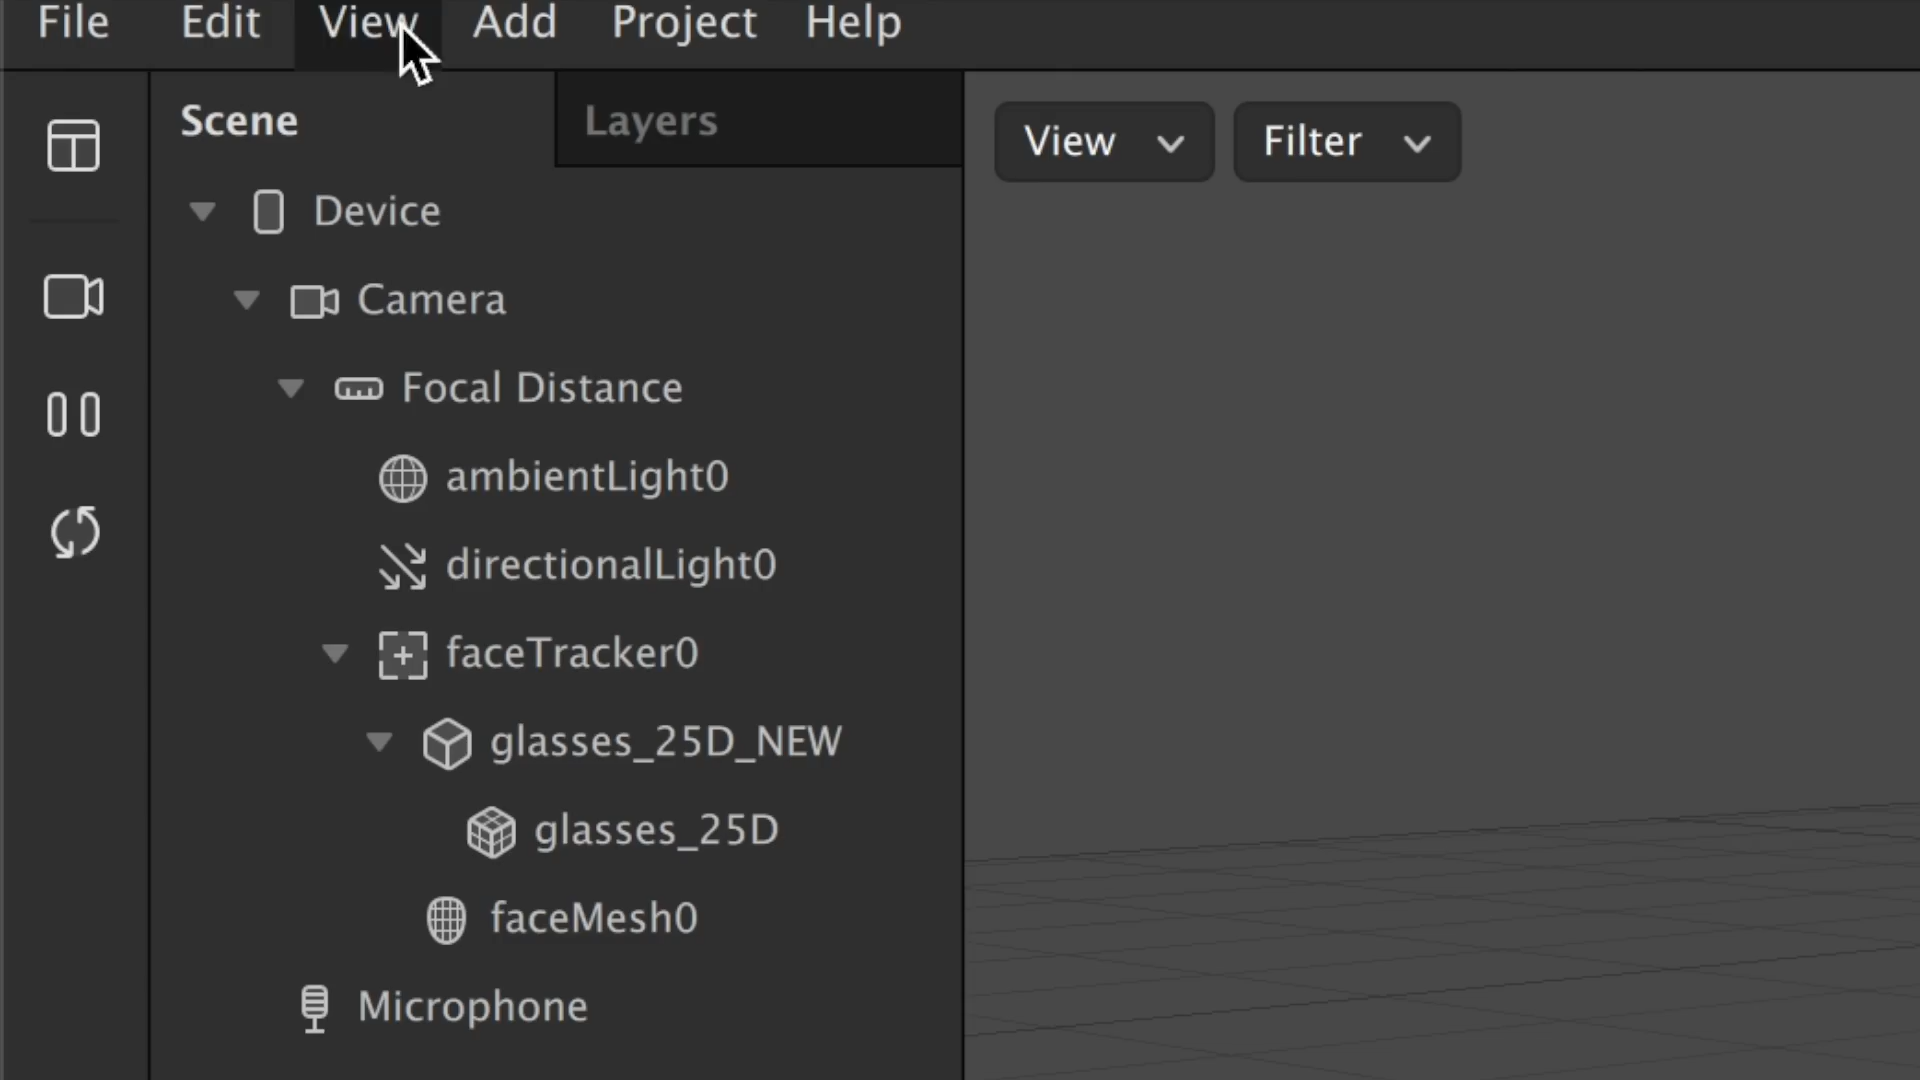 File Edit View Add Project Help
Scene Layers
View Filter
Device
Camera
Focal Distance
ambientLight0
directionalLight0
faceTracker0
glasses_25D_NEW
glasses_25D
faceMesh0
Microphone